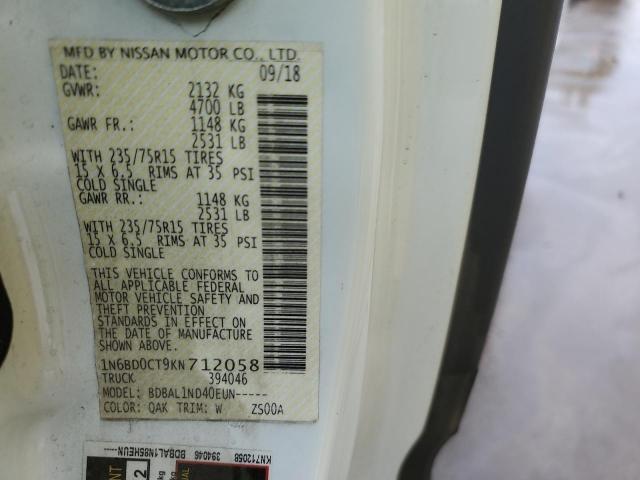 MFD BY NISSAN MOTOR CO., LTD.
DATE: 09/18
GVWR: 2132 KG
4700 LB
GAWR FR.: 1148 KG
2531 LB
WITH 235/75R15 TIRES
15 X 6.5 RIMS AT 35 PSI
COLD SINGLE
GAWR RR.: 1148 KG
2531 LB
WITH 235/75R15 TIRES
15 X 6.5 RIMS AT 35 PSI
COLD SINGLE
THIS VEHICLE CONFORMS TO
ALL APPLICABLE FEDERAL
MOTOR VEHICLE SAFETY AND
THEFT PREVENTION
STANDARDS IN EFFECT ON
THE DATE OF MANUFACTURE
SHOWN ABOVE.
1N6BD0CT9KN712058
TRUCK 394046
MODEL: BDBAL1ND40EUN-----
COLOR: QAK TRIM: W ZS00A
KN712058 394046 BDBAL1N85HEUN